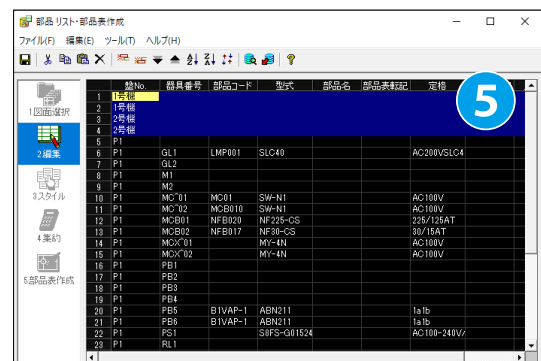 部品 リスト・部品表作成
ファイル(F) 編集(E) ツール(T) ヘルプ(H)
盤No. 器具番号 部品コード 型式 部品名 部品表転記 定格
5
1.図面選択
2.編集
3.スタイル
4.集約
5.部品表作成
1 1号機
2 1号機
3 2号機
4 2号機
5 P1
6 P1 GL1 LMP001 SLC40 AC200VSLC4
7 P1 GL2
8 P1 M1
9 P1 M2
10 P1 MC~01 MC01 SW-N1 AC100V
11 P1 MC~02 MCB010 SW-N1 AC100V
12 P1 MCB01 NFB020 NF225-CS 225/125AT
13 P1 MCB02 NFB017 NF30-CS 30/15AT
14 P1 MCX~01 MY-4N AC100V
15 P1 MCX~02 MY-4N AC100V
16 P1 PB1
17 P1 PB2
18 P1 PB3
19 P1 PB4
20 P1 PB5 B1VAP-1 ABN211 1a1b
21 P1 PB6 B1VAP-1 ABN211 1a1b
22 P1 PS1 S8FS-G01524 AC100-240V/
23 P1 RL1